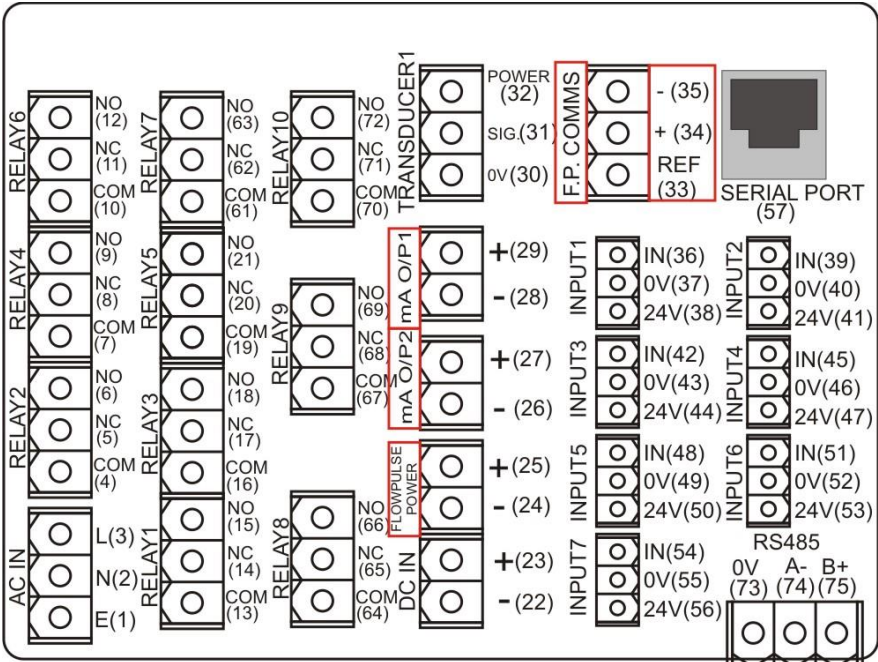 RELAY6
NO
(12)
NC
(11)
COM
(10)
RELAY4
NO
(9)
NC
(8)
COM
(7)
RELAY2
NO
(6)
NC
(5)
COM
(4)
AC IN
L(3)
N(2)
E(1)
RELAY7
NO
(63)
NC
(62)
COM
(61)
RELAY5
NO
(21)
NC
(20)
COM
(19)
RELAY3
NO
(18)
NC
(17)
COM
(16)
RELAY1
NO
(15)
NC
(14)
COM
(13)
RELAY10
NO
(72)
NC
(71)
COM
(70)
RELAY9
NO
(69)
NC
(68)
COM
(67)
RELAY8
NO
(66)
NC
(65)
COM
(64)
TRANSDUCER1
POWER
(32)
SIG.(31)
0V(30)
mA O/P1
+(29)
-(28)
mA O/P2
+(27)
-(26)
FLOWPULSE
POWER
+(25)
-(24)
DC IN
+(23)
-(22)
F.P. COMMS
- (35)
+ (34)
REF
(33)
SERIAL PORT
(57)
INPUT1
IN(36)
0V(37)
24V(38)
INPUT2
IN(39)
0V(40)
24V(41)
INPUT3
IN(42)
0V(43)
24V(44)
INPUT4
IN(45)
0V(46)
24V(47)
INPUT5
IN(48)
0V(49)
24V(50)
INPUT6
IN(51)
0V(52)
24V(53)
INPUT7
IN(54)
0V(55)
24V(56)
RS485
0V A- B+
(73) (74) (75)